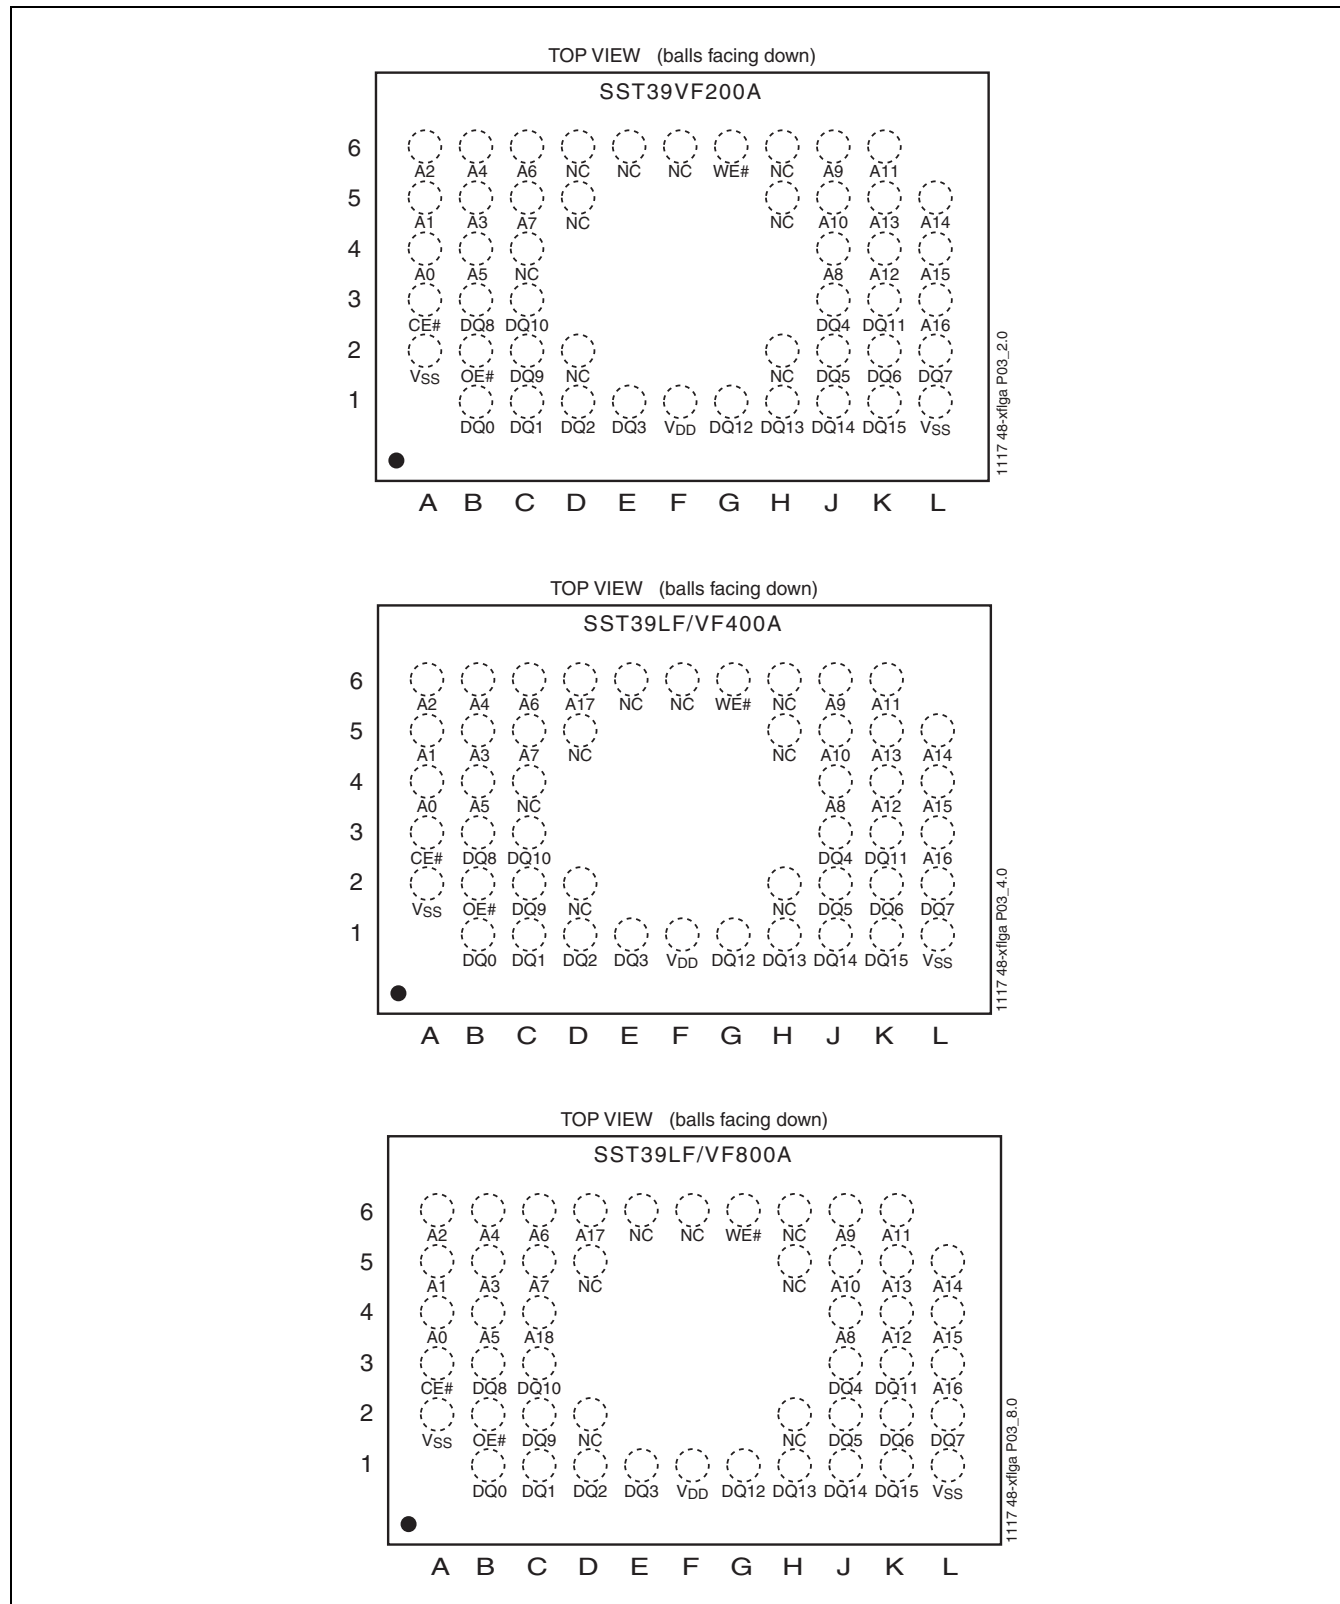 TOP VIEW (balls facing down)
SST39VF200A
6
A2 A4 A6 NC NC NC WE# NC A9 A11
5
A1 A3 A7 NC NC A10 A13 A14
4
A0 A5 NC A8 A12 A15
3
CE# DQ8 DQ10 DQ4 DQ11 A16
2
VSS OE# DQ9 NC NC DQ5 DQ6 DQ7
1
DQ0 DQ1 DQ2 DQ3 VDD DQ12 DQ13 DQ14 DQ15 VSS
1117 48-xflga P03_2.0
A B C D E F G H J K L
TOP VIEW (balls facing down)
SST39LF/VF400A
6
A2 A4 A6 A17 NC NC WE# NC A9 A11
5
A1 A3 A7 NC NC A10 A13 A14
4
A0 A5 NC A8 A12 A15
3
CE# DQ8 DQ10 DQ4 DQ11 A16
2
VSS OE# DQ9 NC NC DQ5 DQ6 DQ7
1
DQ0 DQ1 DQ2 DQ3 VDD DQ12 DQ13 DQ14 DQ15 VSS
1117 48-xflga P03_4.0
A B C D E F G H J K L
TOP VIEW (balls facing down)
SST39LF/VF800A
6
A2 A4 A6 A17 NC NC WE# NC A9 A11
5
A1 A3 A7 NC NC A10 A13 A14
4
A0 A5 A18 A8 A12 A15
3
CE# DQ8 DQ10 DQ4 DQ11 A16
2
VSS OE# DQ9 NC NC DQ5 DQ6 DQ7
1
DQ0 DQ1 DQ2 DQ3 VDD DQ12 DQ13 DQ14 DQ15 VSS
1117 48-xflga P03_8.0
A B C D E F G H J K L